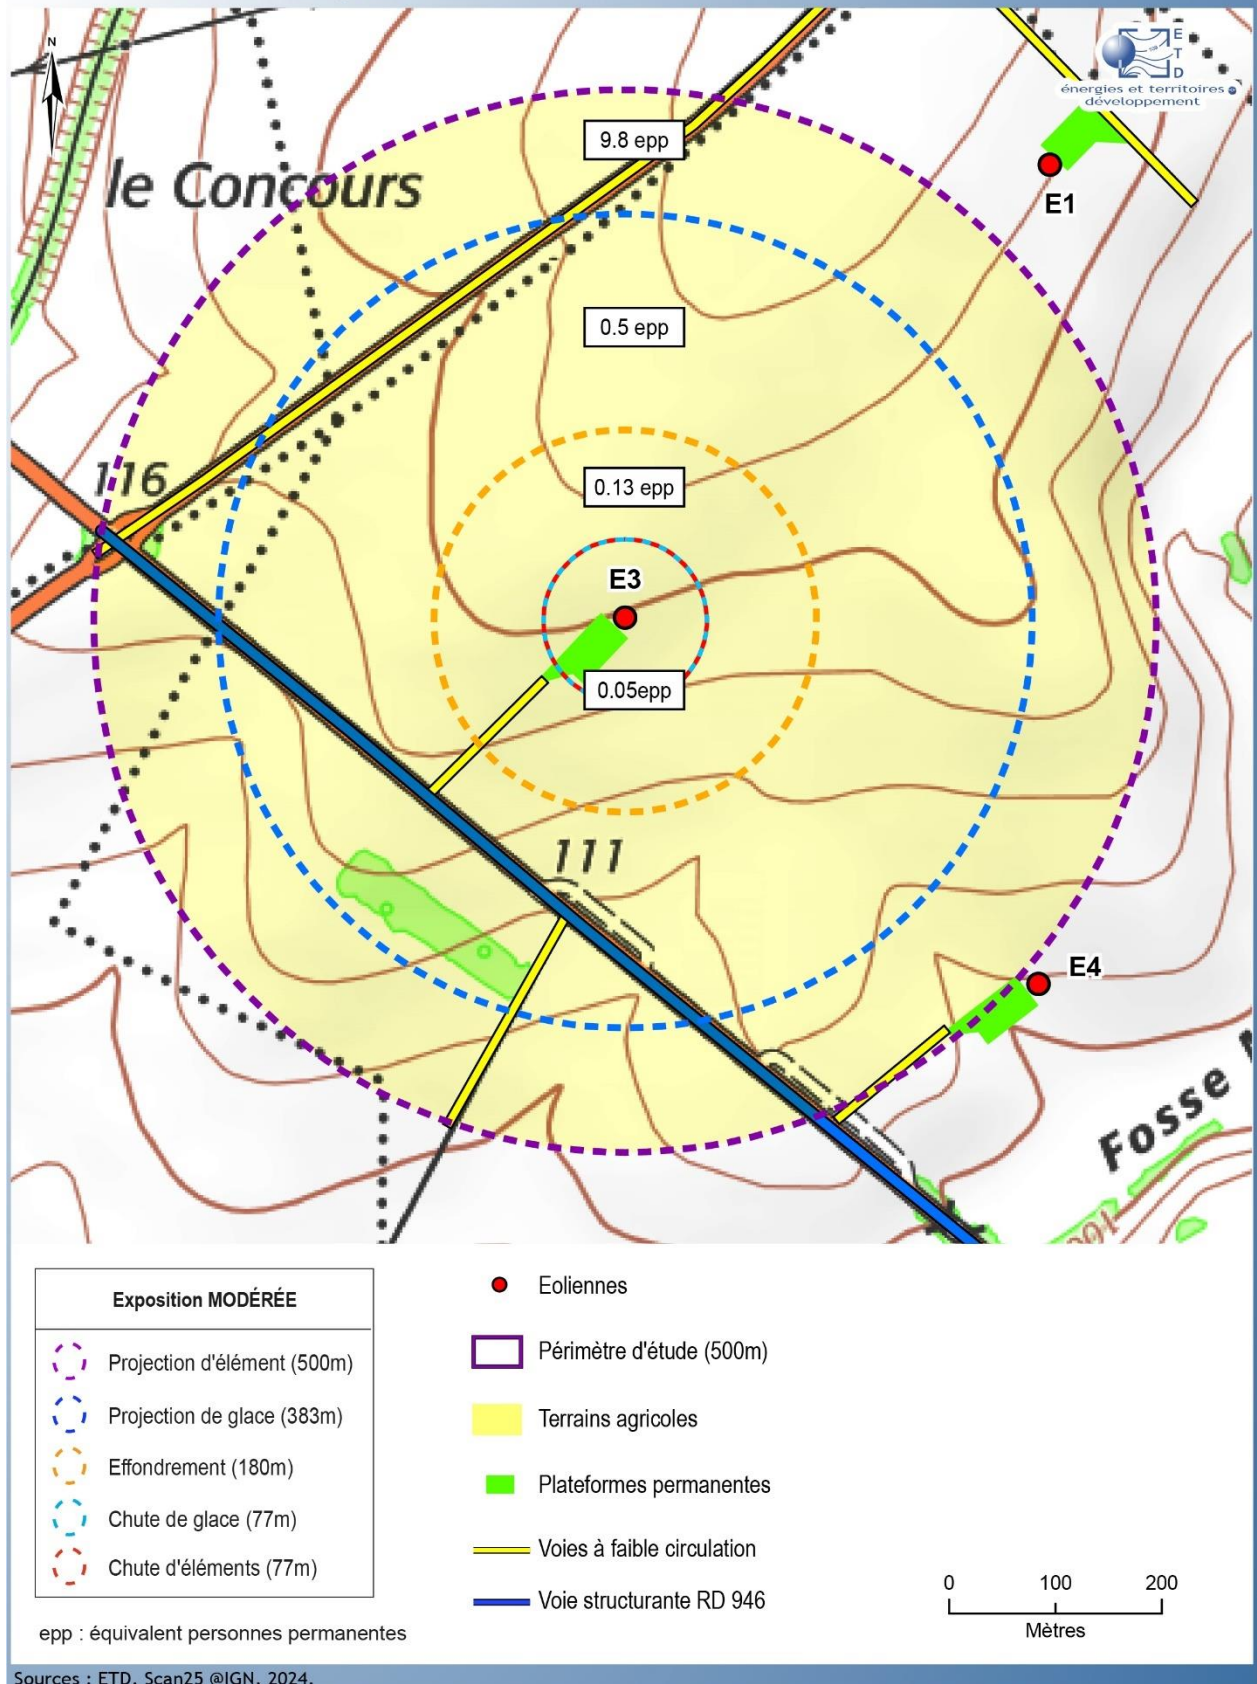 N
E
T
D
énergies et territoires
développement
9.8 epp
le Concours
E1
0.5 epp
116
0.13 epp
E3
0.05epp
111
E4
Fosse
Exposition MODÉRÉE
Projection d'élément (500m)
Projection de glace (383m)
Effondrement (180m)
Chute de glace (77m)
Chute d'éléments (77m)
epp : équivalent personnes permanentes
Eoliennes
Périmètre d'étude (500m)
Terrains agricoles
Plateformes permanentes
Voies à faible circulation
Voie structurante RD 946
0 100 200
Mètres
Sources : ETD, Scan25 @IGN, 2024.